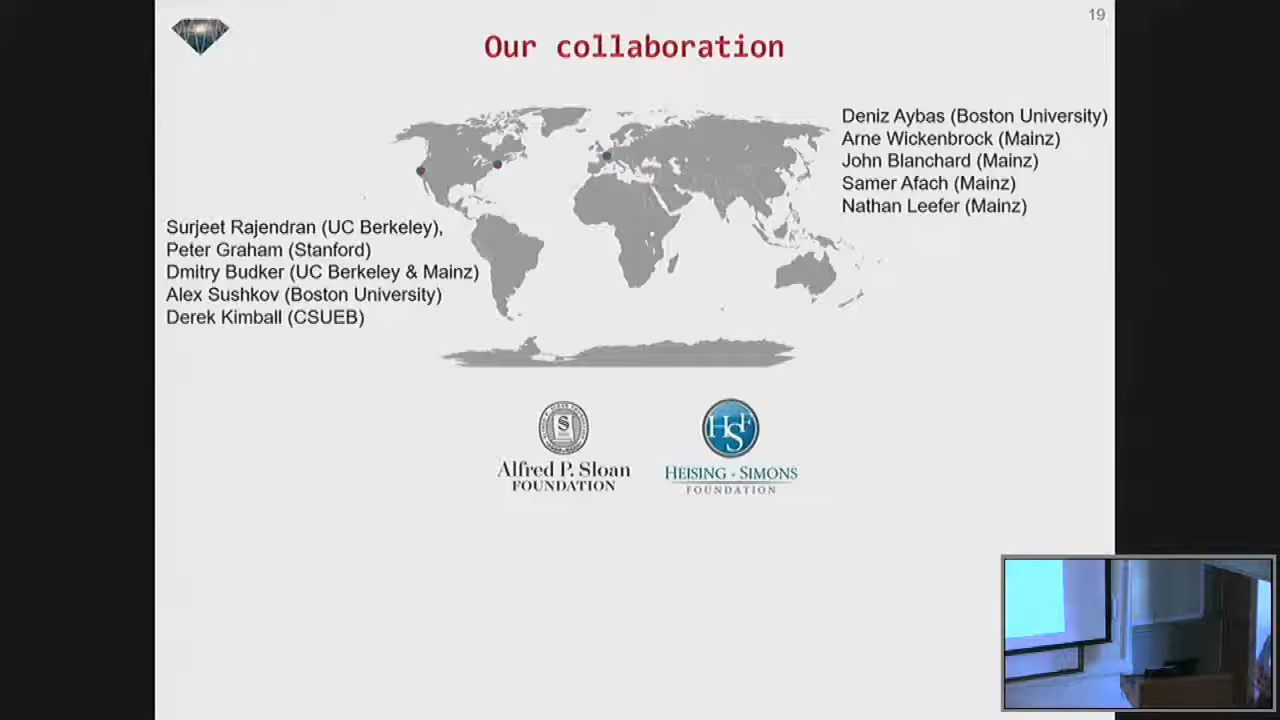 19
Our collaboration
Deniz Aybas (Boston University)
Arne Wickenbrock (Mainz)
John Blanchard (Mainz)
Samer Afach (Mainz)
Nathan Leefer (Mainz)
Surjeet Rajendran (UC Berkeley),
Peter Graham (Stanford)
Dmitry Budker (UC Berkeley & Mainz)
Alex Sushkov (Boston University)
Derek Kimball (CSUEB)
S
Alfred P. Sloan
FOUNDATION
HSF
HEISING - SIMONS
FOUNDATION